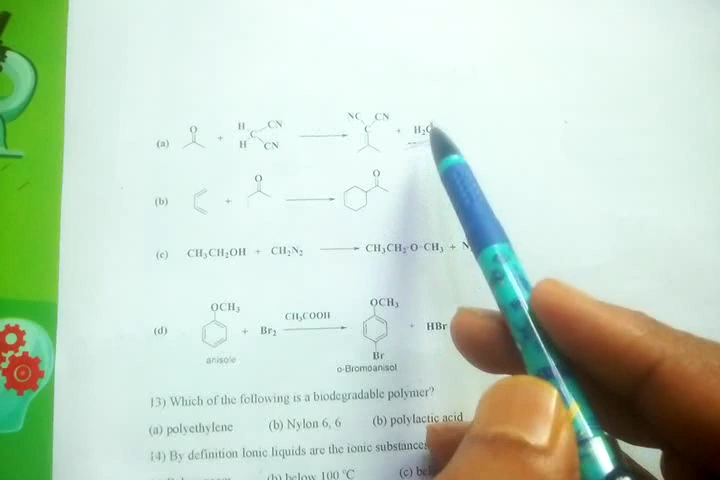 (a) O + H H C CN CN NC CN C + H₂O
(b) O + O
(c) CH₃CH₂OH + CH₂N₂ CH₃CH₂-O-CH₃ + N
(d) OCH₃ + Br₂ CH₃COOH OCH₃ Br + HBr
anisole o-Bromoanisol
13) Which of the following is a biodegradable polymer?
(a) polyethylene (b) Nylon 6, 6 (b) polylactic acid
14) By definition Ionic liquids are the ionic substances
(b) below 100 °C (c) bel